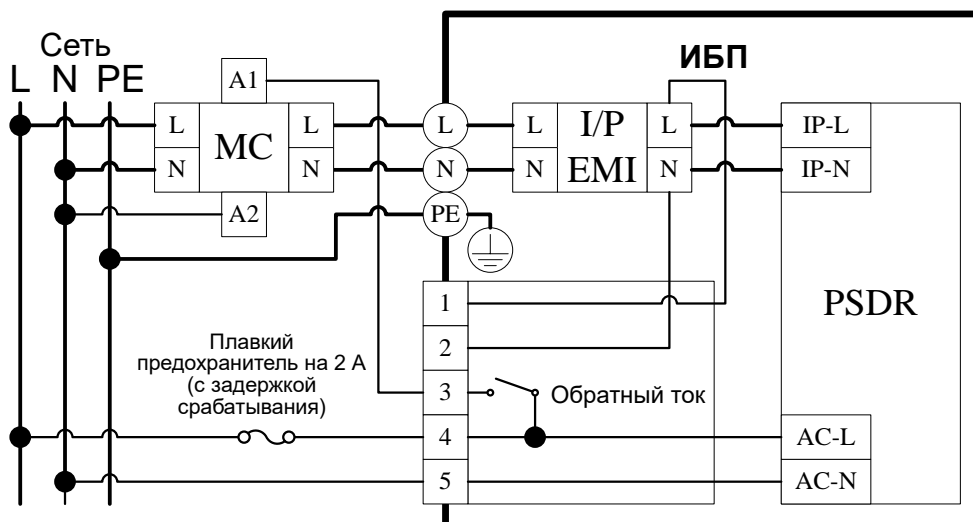 Сеть
L N PE
ИБП
A1
L L L L I/P L IP-L
MC
N N N N EMI N IP-N
A2
PE
1
PSDR
2
Плавкий
предохранитель на 2 А
(с задержкой
срабатывания)
3
Обратный ток
4
AC-L
5
AC-N